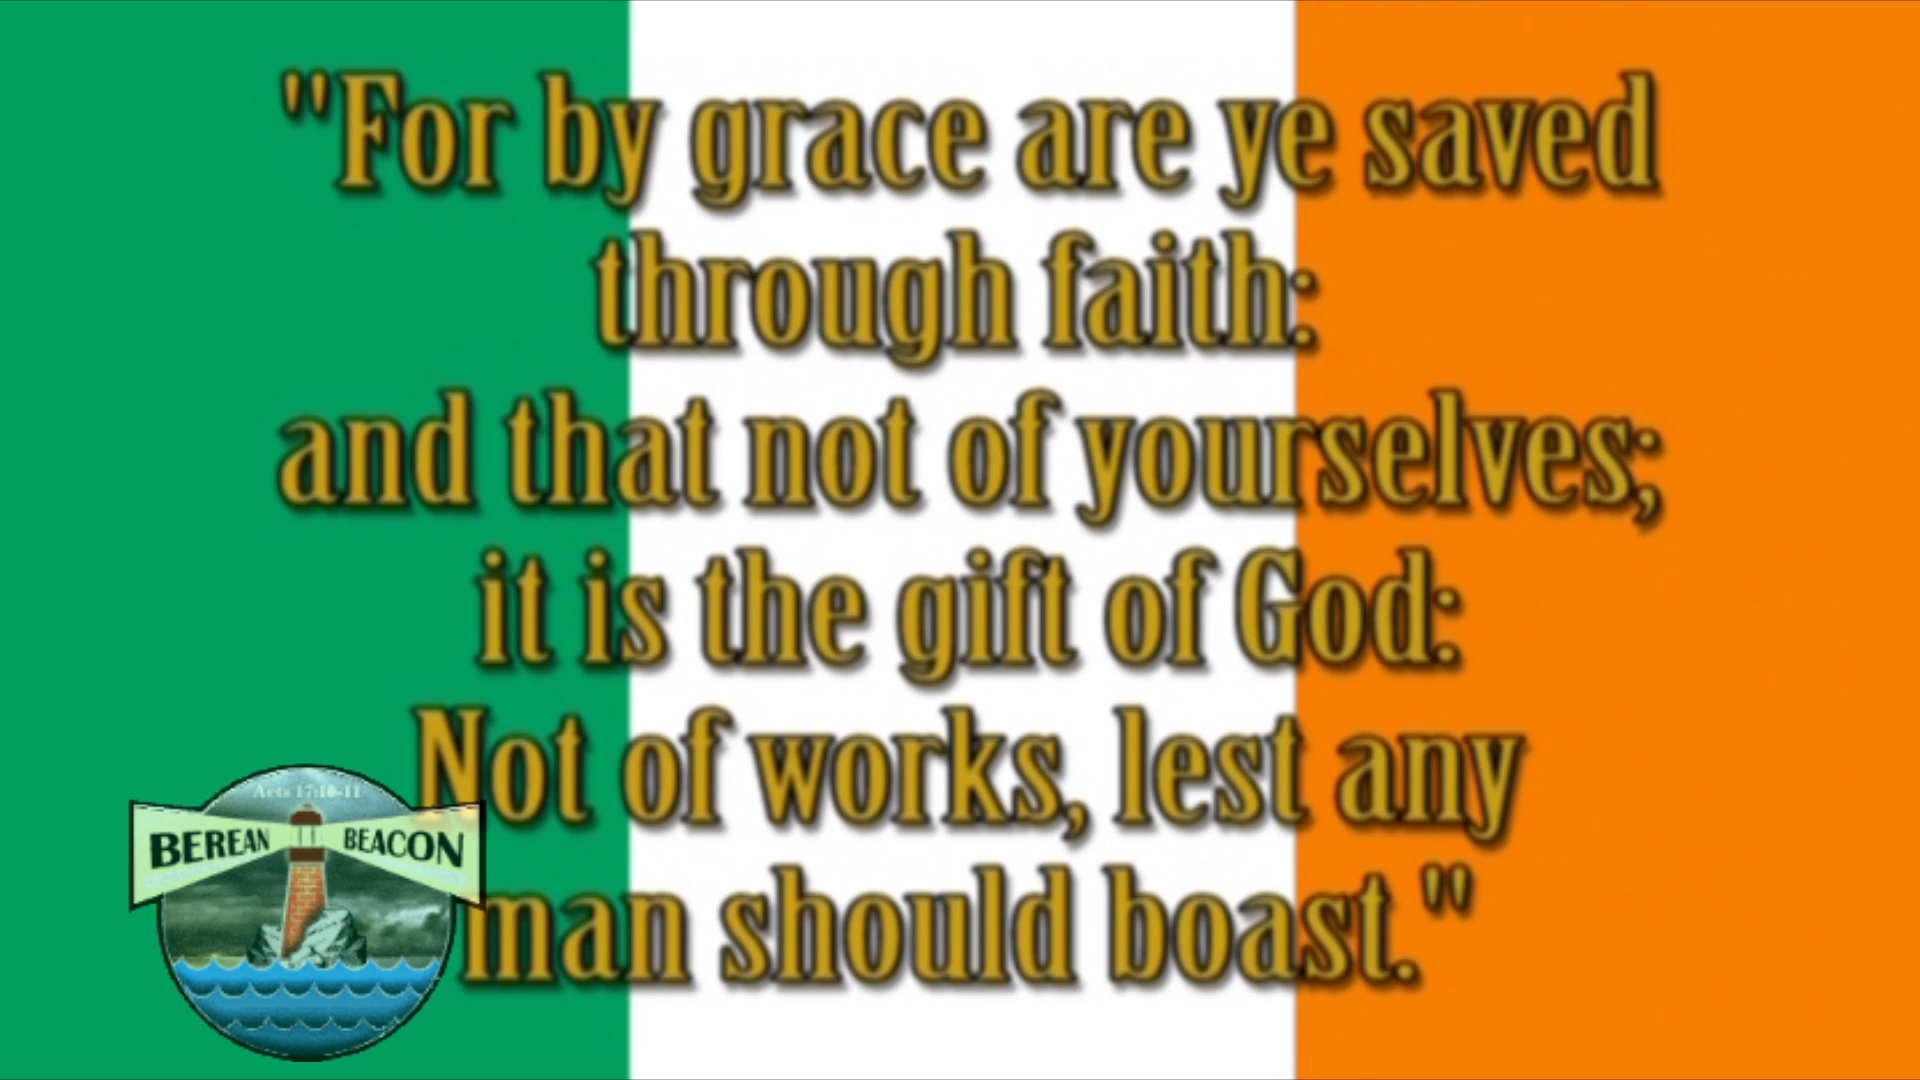 "For by grace are ye saved
through faith:
and that not of yourselves;
it is the gift of God:
Not of works, lest any
man should boast."
Acts 17:10-11
BEREAN BEACON